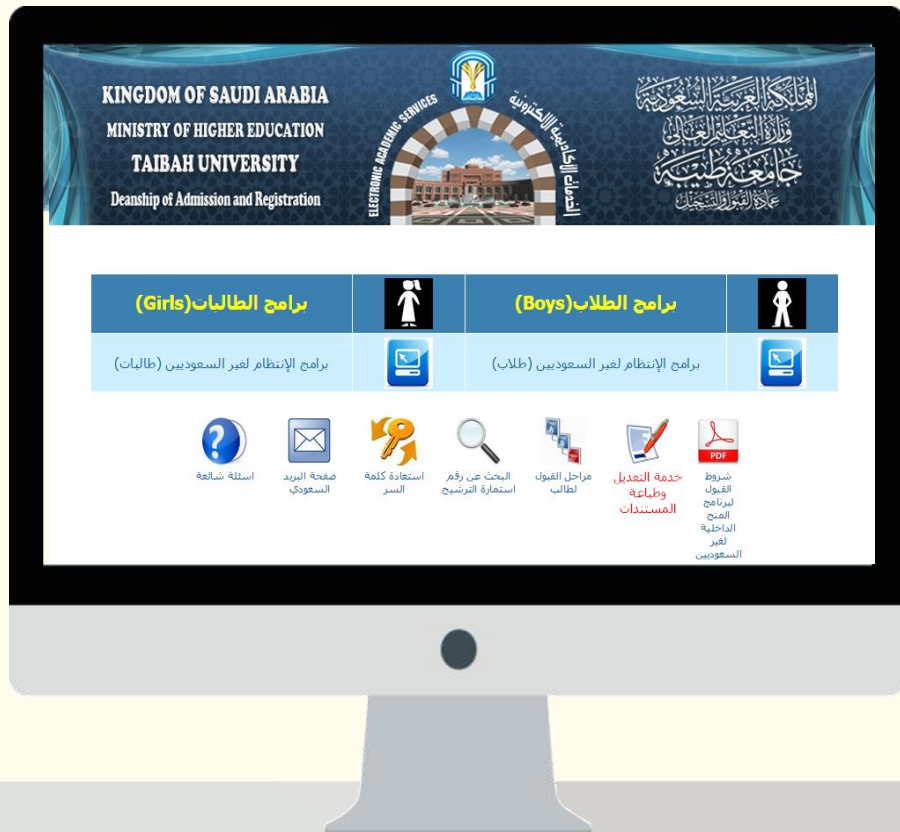 KINGDOM OF SAUDI ARABIA
MINISTRY OF HIGHER EDUCATION
TAIBAH UNIVERSITY
Deanship of Admission and Registration
ELECTRONIC ACADEMIC SERVICES
الخدمات الأكاديمية الإلكترونية
المملكة العربية السعودية
وزارة التعليم العالي
جامعة طيبة
عمادة القبول والتسجيل
برامج الطلاب(Boys)
برامج الطالبات(Girls)
برامج الإنتظام لغير السعوديين (طلاب)
برامج الإنتظام لغير السعوديين (طالبات)
PDF
شروط
القبول
لبرنامج
المنح
الداخلية
لغير
السعوديين
خدمة التعديل
وطباعة
المستندات
مراحل القبول
لطالب
البحث عن رقم
استمارة الترشيح
استعادة كلمة
السر
صفحة البريد
السعودي
اسئلة شائعة